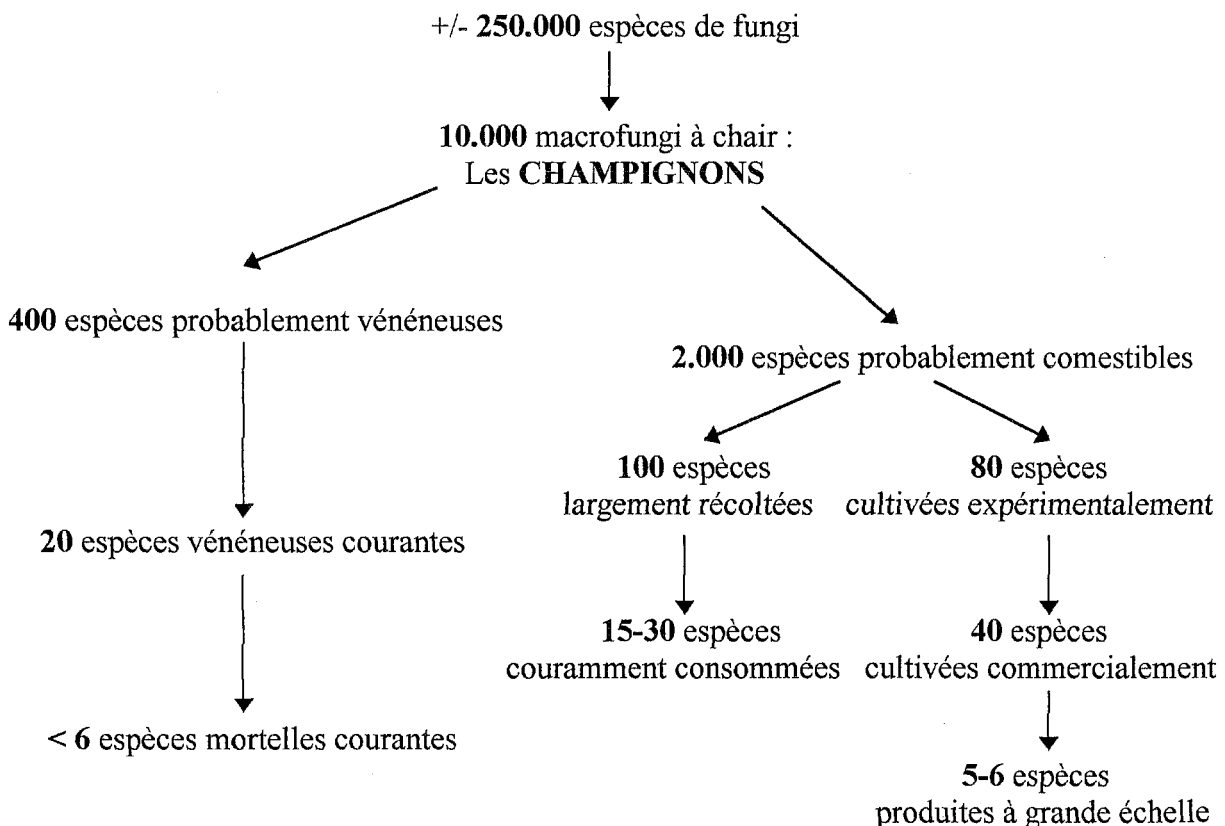 +/- 250.000 espèces de fungi
10.000 macrofungi à chair :
Les CHAMPIGNONS
400 espèces probablement vénéneuses
2.000 espèces probablement comestibles
100 espèces
largement récoltées
80 espèces
cultivées expérimentalement
20 espèces vénéneuses courantes
15-30 espèces
couramment consommées
40 espèces
cultivées commercialement
< 6 espèces mortelles courantes
5-6 espèces
produites à grande échelle